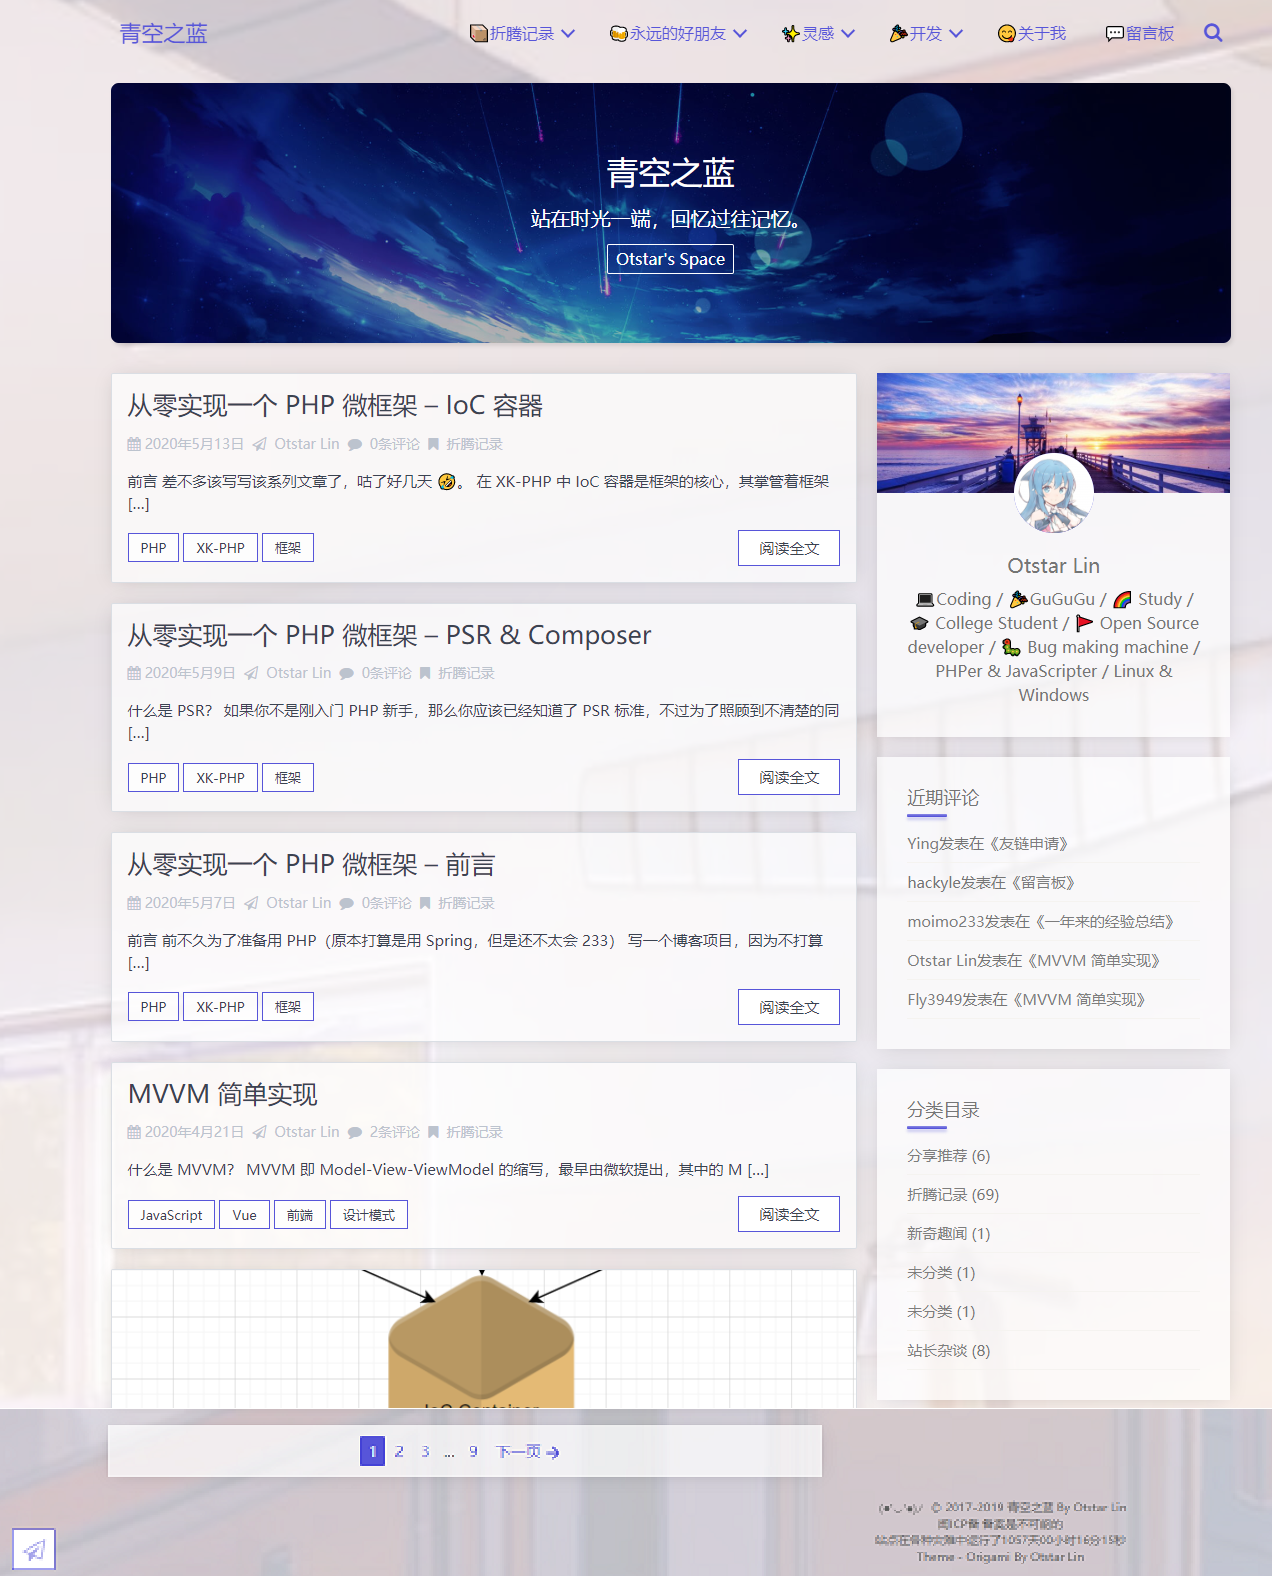 青空之蓝
📦折腾记录 🍻永远的好朋友 ✨灵感 🎉开发 😋关于我 💬留言板
青空之蓝
站在时光一端，回忆过往记忆。
Otstar's Space
从零实现一个 PHP 微框架 – IoC 容器
2020年5月13日 Otstar Lin 0条评论 折腾记录
前言 差不多该写写该系列文章了，咕了好几天 🤣。 在 XK-PHP 中 IoC 容器是框架的核心，其掌管着框架
[...]
PHP XK-PHP 框架 阅读全文
从零实现一个 PHP 微框架 – PSR & Composer
2020年5月9日 Otstar Lin 0条评论 折腾记录
什么是 PSR？ 如果你不是刚入门 PHP 新手，那么你应该已经知道了 PSR 标准，不过为了照顾到不清楚的同
[...]
PHP XK-PHP 框架 阅读全文
从零实现一个 PHP 微框架 – 前言
2020年5月7日 Otstar Lin 0条评论 折腾记录
前言 前不久为了准备用 PHP（原本打算是用 Spring，但是还不太会 233） 写一个博客项目，因为不打算
[...]
PHP XK-PHP 框架 阅读全文
MVVM 简单实现
2020年4月21日 Otstar Lin 2条评论 折腾记录
什么是 MVVM？ MVVM 即 Model-View-ViewModel 的缩写，最早由微软提出，其中的 M [...]
JavaScript Vue 前端 设计模式 阅读全文
IoC Container
1 2 3 ... 9 下一页
Otstar Lin
💻Coding / 🎉GuGuGu / 🌈 Study /
🎓 College Student / 🚩 Open Source
developer / 🐛 Bug making machine /
PHPer & JavaScripter / Linux &
Windows
近期评论
Ying发表在《友链申请》
hackyle发表在《留言板》
moimo233发表在《一年来的经验总结》
Otstar Lin发表在《MVVM 简单实现》
Fly3949发表在《MVVM 简单实现》
分类目录
分享推荐 (6)
折腾记录 (69)
新奇趣闻 (1)
未分类 (1)
未分类 (1)
站长杂谈 (8)
© 2017-2019 青空之蓝 By Otstar Lin
闽ICP备 备案是不可能的
运行了1057天00小时16分15秒
Theme - Origami By Otstar Lin